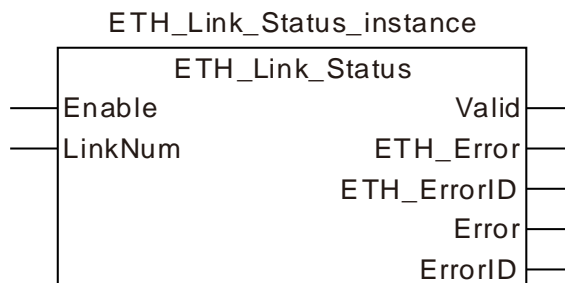 ETH_Link_Status_instance
ETH_Link_Status
Enable Valid
LinkNum ETH_Error
ETH_ErrorID
Error
ErrorID